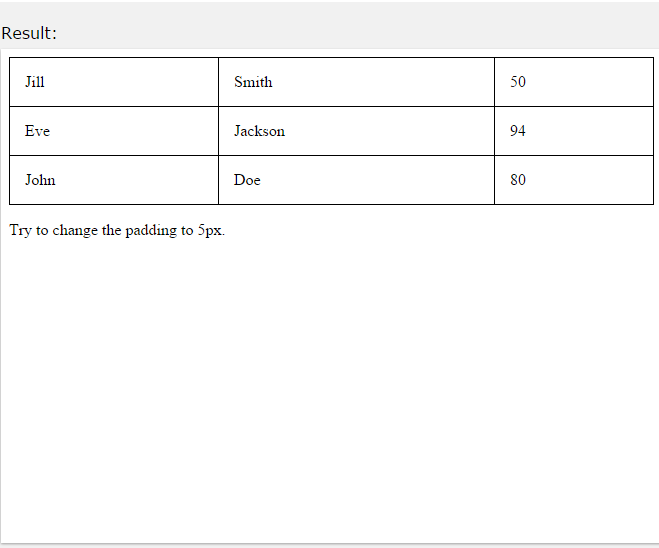 Result:
Jill Smith 50
Eve Jackson 94
John Doe 80
Try to change the padding to 5px.